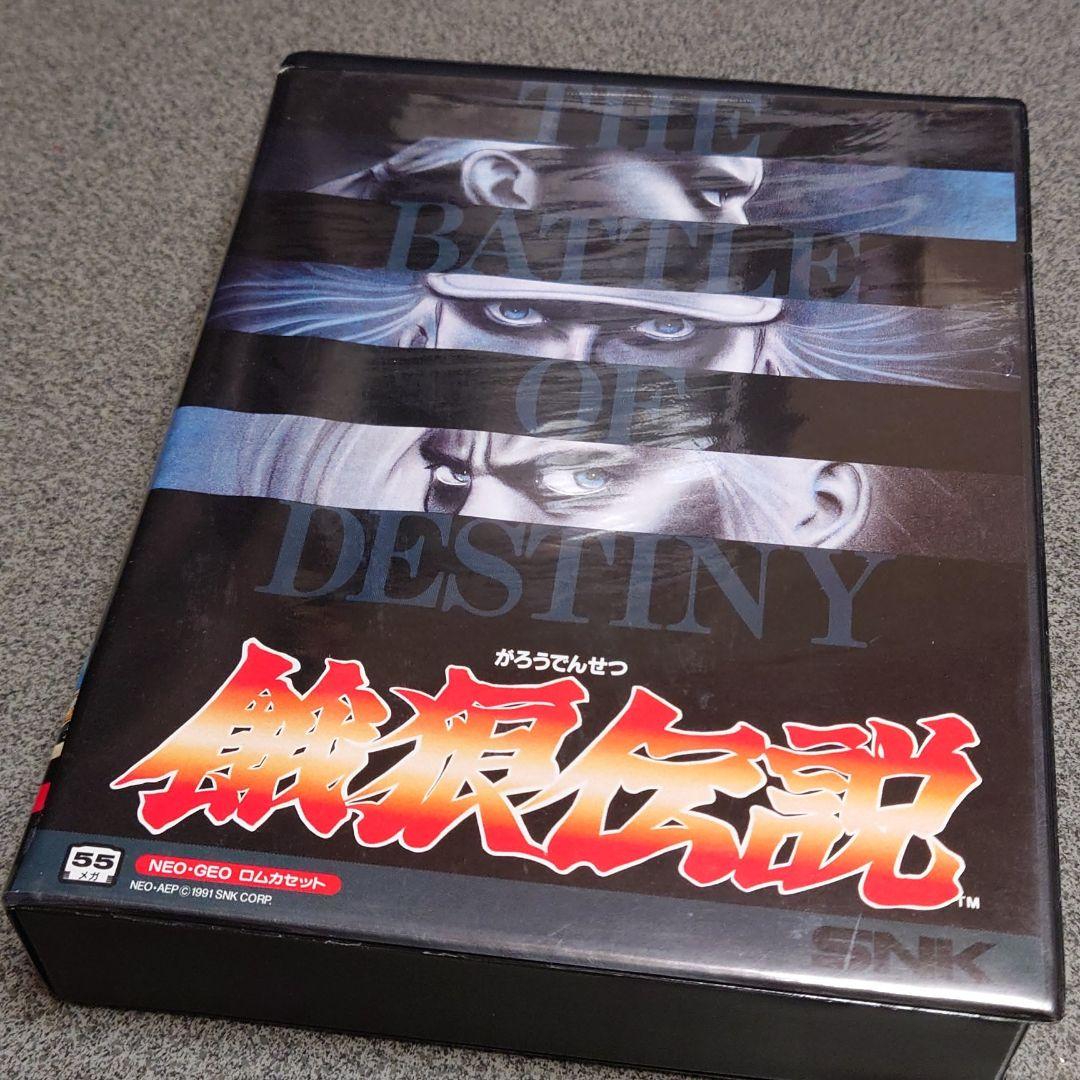 THE
BATTLE
OF
DESTINY
がろうでんせつ
餓狼伝説
TM
55
メガ
NEO・GEO ロムカセット
NEO・AEP ©1991 SNK CORP.
SNK